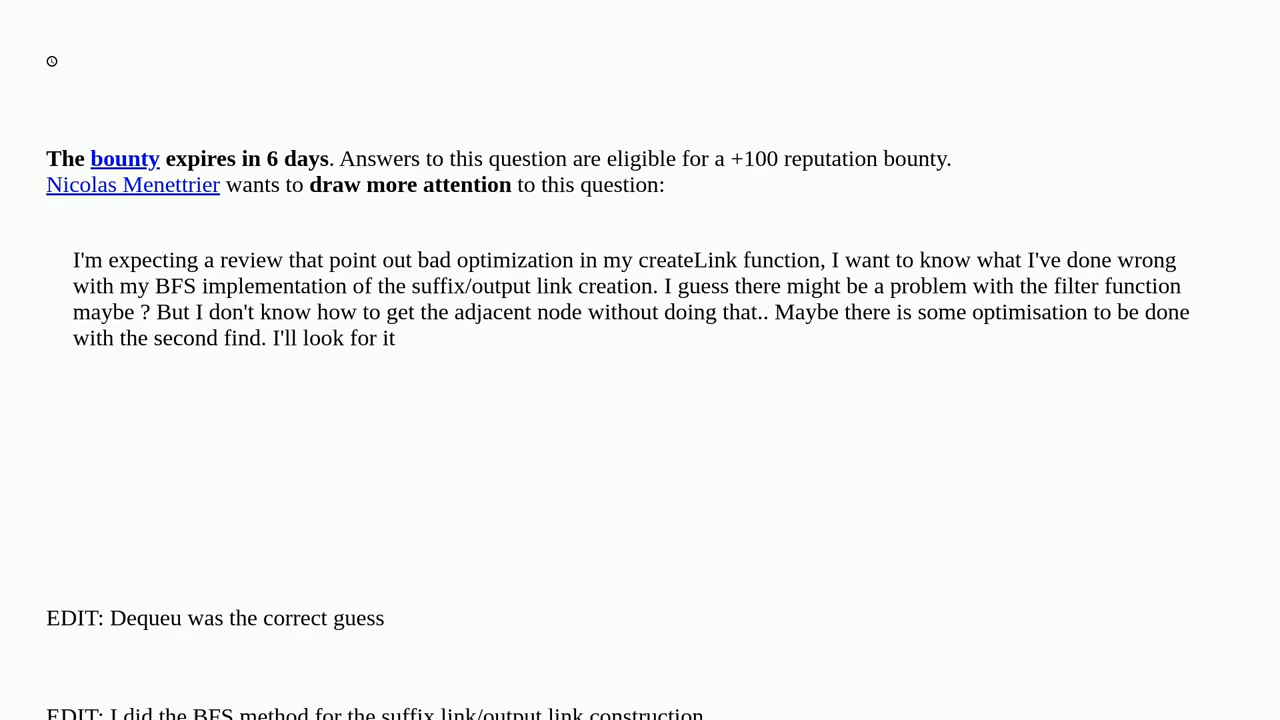 The bounty expires in 6 days. Answers to this question are eligible for a +100 reputation bounty.
Nicolas Menettrier wants to draw more attention to this question:
I'm expecting a review that point out bad optimization in my createLink function, I want to know what I've done wrong
with my BFS implementation of the suffix/output link creation. I guess there might be a problem with the filter function
maybe ? But I don't know how to get the adjacent node without doing that.. Maybe there is some optimisation to be done
with the second find. I'll look for it
EDIT: Dequeu was the correct guess
EDIT: I did the BFS method for the suffix link/output link construction